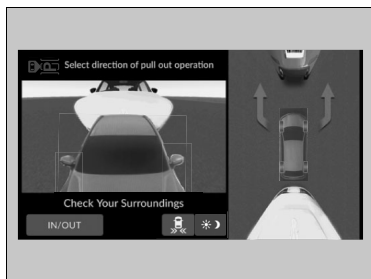 Select direction of pull out operation
Check Your Surroundings
IN/OUT